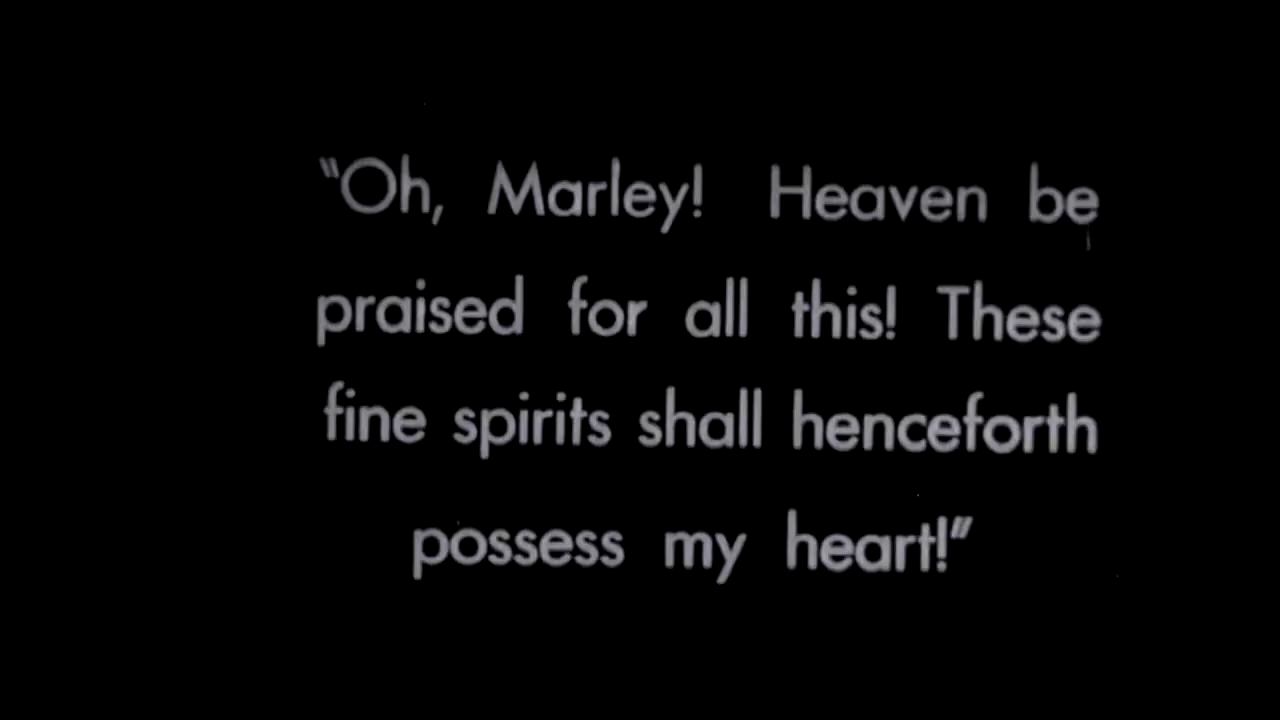 "Oh, Marley! Heaven be
praised for all this! These
fine spirits shall henceforth
possess my heart!"